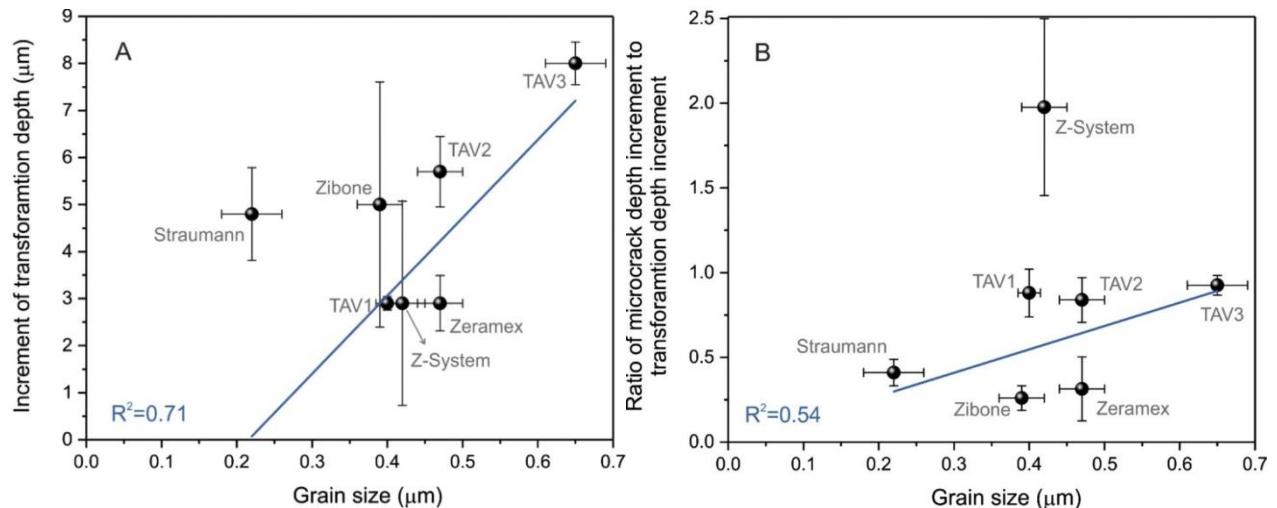 A
Increment of transforamtion depth (μm)
9
8
7
6
5
4
3
2
1
0
TAV3
TAV2
Zibone
Straumann
TAV1
Zeramex
Z-System
R²=0.71
0.0 0.1 0.2 0.3 0.4 0.5 0.6 0.7
Grain size (μm)
B
Ratio of microcrack depth increment to
transforamtion depth increment
2.5
2.0
1.5
1.0
0.5
0.0
Z-System
TAV1
TAV2
TAV3
Straumann
Zibone
Zeramex
R²=0.54
0.0 0.1 0.2 0.3 0.4 0.5 0.6 0.7
Grain size (μm)